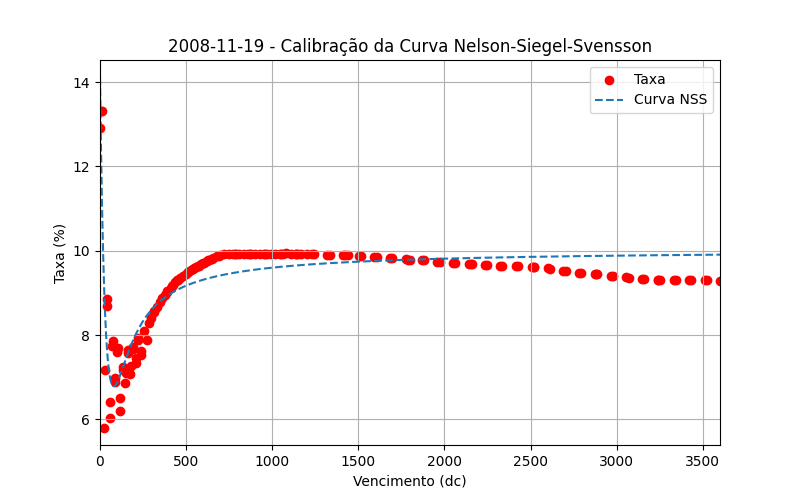 2008-11-19 - Calibração da Curva Nelson-Siegel-Svensson
Taxa
Curva NSS
Taxa (%)
14
12
10
8
6
0 500 1000 1500 2000 2500 3000 3500
Vencimento (dc)